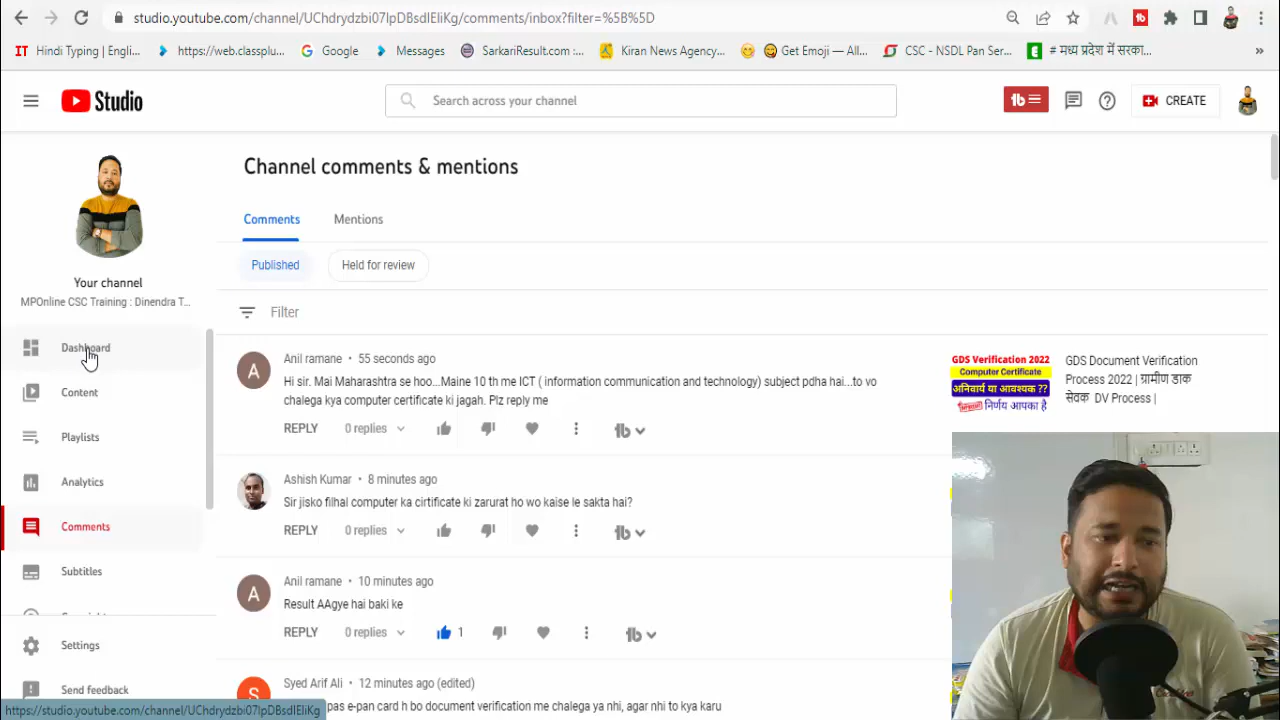 studio.youtube.com/channel/UChdrydzbi07IpDBsdIEIiKg/comments/inbox?filter=%5B%5D
IT Hindi Typing | Engli...
https://web.classplu...
Google
Messages
SarkariResult.com :...
Kiran News Agency...
Get Emoji — All...
CSC - NSDL Pan Ser...
# मध्य प्रदेश में सरका...
»
Studio
Search across your channel
CREATE
Channel comments & mentions
Comments
Mentions
Your channel
MPOnline CSC Training : Dinendra T...
Published
Held for review
Filter
Dashboard
Content
Playlists
Analytics
Comments
Subtitles
Settings
Send feedback
A
Anil ramane • 55 seconds ago
Hi sir. Mai Maharashtra se hoo...Maine 10 th me ICT ( information communication and technology) subject pdha hai...to vo
chalega kya computer certificate ki jagah. Plz reply me
REPLY 0 replies
GDS Verification 2022
Computer Certificate
अनिवार्य या आवश्यक ??
निर्णय आपका है
GDS Document Verification
Process 2022 | ग्रामीण डाक
सेवक DV Process |
Ashish Kumar • 8 minutes ago
Sir jisko filhal computer ka cirtificate ki zarurat ho wo kaise le sakta hai?
REPLY 0 replies
A
Anil ramane • 10 minutes ago
Result AAgye hai baki ke
REPLY 0 replies 1
S
Syed Arif Ali • 12 minutes ago (edited)
pas e-pan card h bo document verification me chalega ya nhi, agar nhi to kya karu
https://studio.youtube.com/channel/UChdrydzbi07IpDBsdIEIiKg